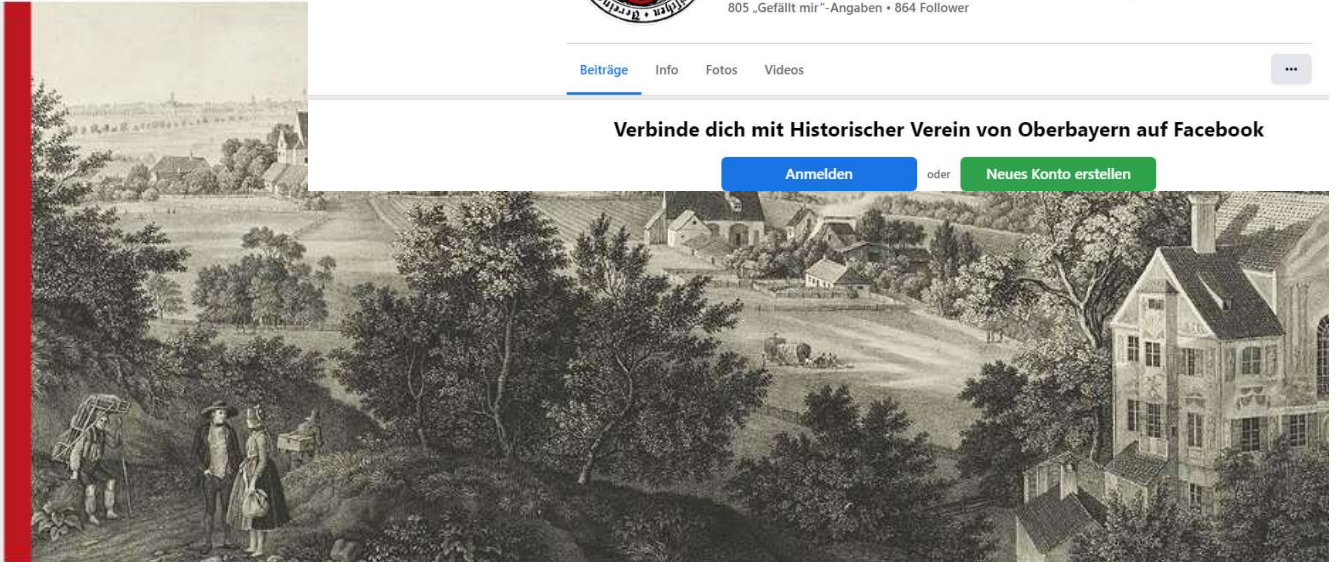 805 „Gefällt mir“-Angaben • 864 Follower
Beiträge Info Fotos Videos
Verbinde dich mit Historischer Verein von Oberbayern auf Facebook
Anmelden oder Neues Konto erstellen